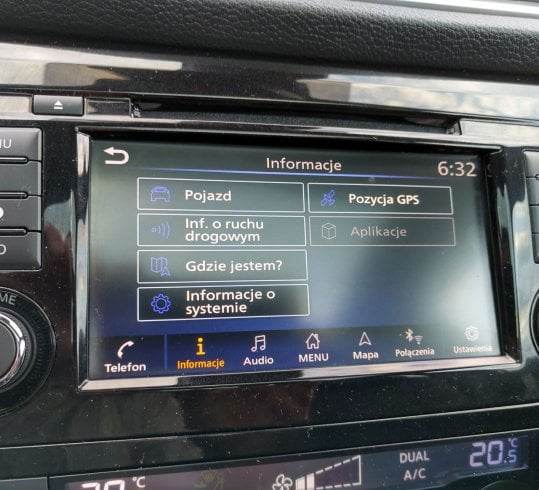 Informacje 6:32
Pojazd
Pozycja GPS
Inf. o ruchu
drogowym
Aplikacje
Gdzie jestem?
Informacje o
systemie
Telefon
Informacje
Audio
MENU
Mapa
Połączenia
Ustawienia
DUAL
A/C
20.5°C
°C